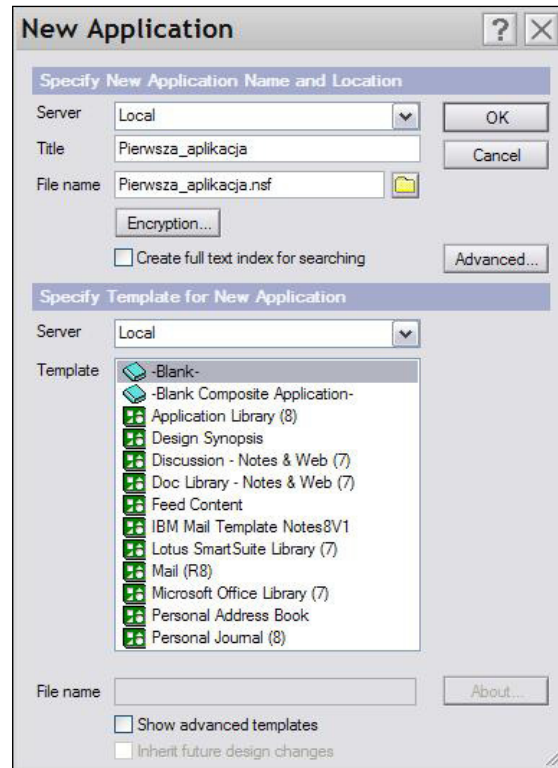 New Application
?
Specify New Application Name and Location
Server Local OK
Title Pierwsza_aplikacja Cancel
File name Pierwsza_aplikacja.nsf
Encryption...
Create full text index for searching Advanced...
Specify Template for New Application
Server Local
Template -Blank-
-Blank Composite Application-
Application Library (8)
Design Synopsis
Discussion - Notes & Web (7)
Doc Library - Notes & Web (7)
Feed Content
IBM Mail Template Notes8V1
Lotus SmartSuite Library (7)
Mail (R8)
Microsoft Office Library (7)
Personal Address Book
Personal Journal (8)
File name About...
Show advanced templates
Inherit future design changes